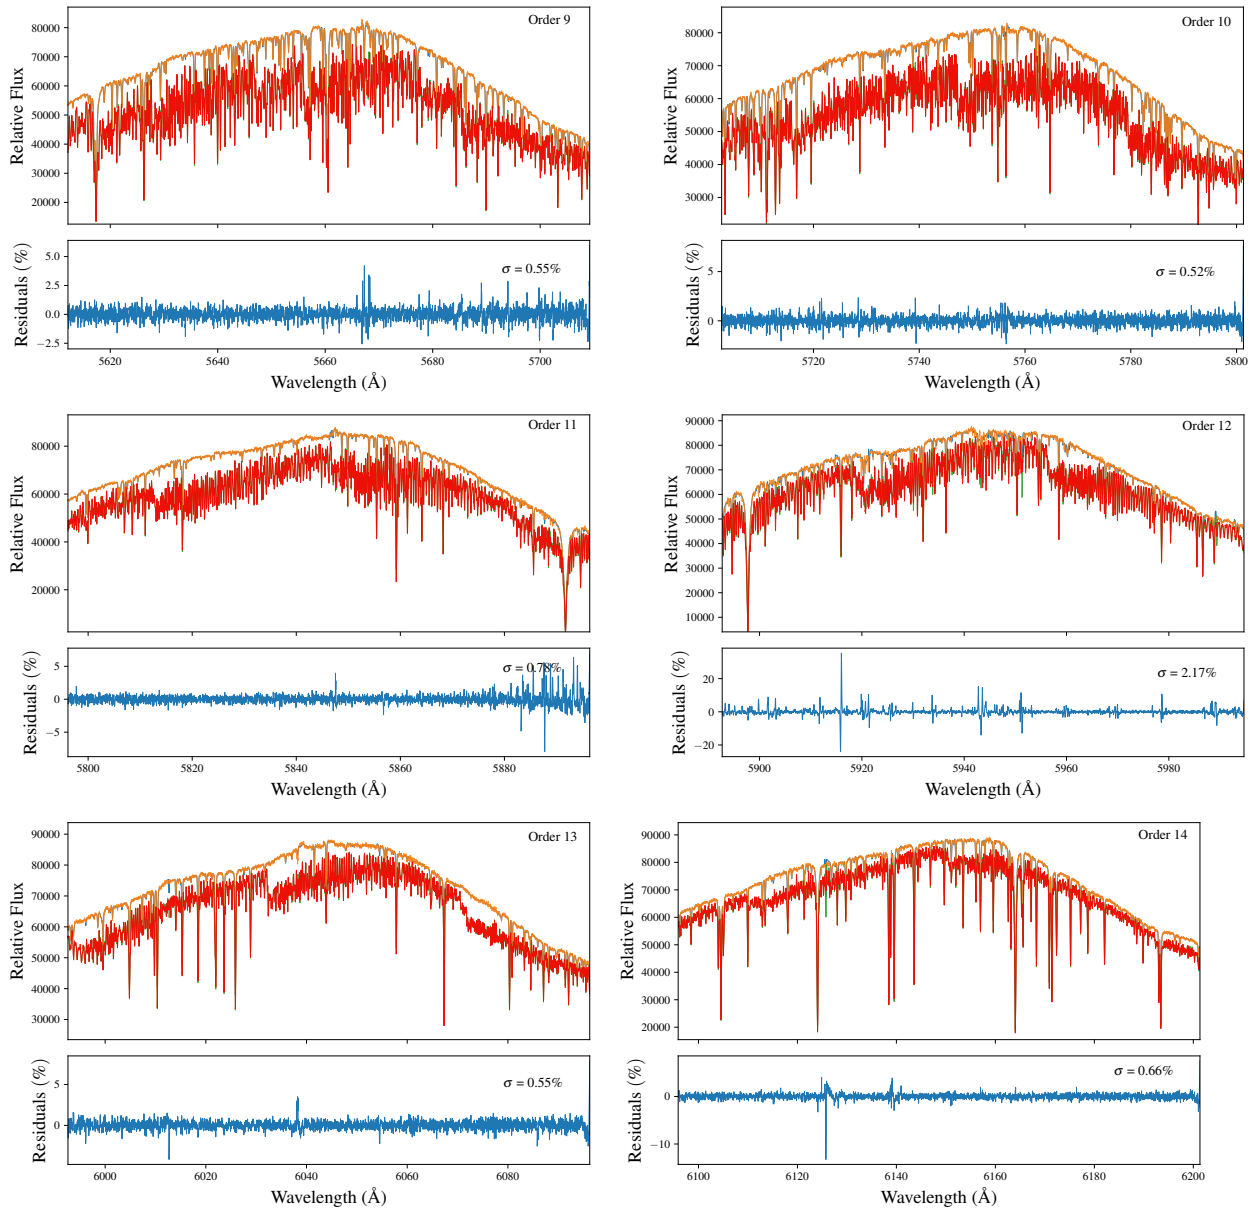 Order 9
Relative Flux
80000
70000
60000
50000
40000
30000
20000
Residuals (%)
5.0
2.5
0.0
−2.5
σ = 0.55%
5620
5640
5660
5680
5700
Wavelength (Å)
Order 10
Relative Flux
80000
70000
60000
50000
40000
30000
Residuals (%)
5
0
σ = 0.52%
5720
5740
5760
5780
5800
Wavelength (Å)
Order 11
Relative Flux
80000
60000
40000
20000
Residuals (%)
5
0
−5
σ = 0.78%
5800
5820
5840
5860
5880
Wavelength (Å)
Order 12
Relative Flux
90000
80000
70000
60000
50000
40000
30000
20000
10000
Residuals (%)
20
0
−20
σ = 2.17%
5900
5920
5940
5960
5980
Wavelength (Å)
Order 13
Relative Flux
90000
80000
70000
60000
50000
40000
30000
Residuals (%)
5
0
σ = 0.55%
6000
6020
6040
6060
6080
Wavelength (Å)
Order 14
Relative Flux
90000
80000
70000
60000
50000
40000
30000
20000
Residuals (%)
0
−10
σ = 0.66%
6100
6120
6140
6160
6180
6200
Wavelength (Å)